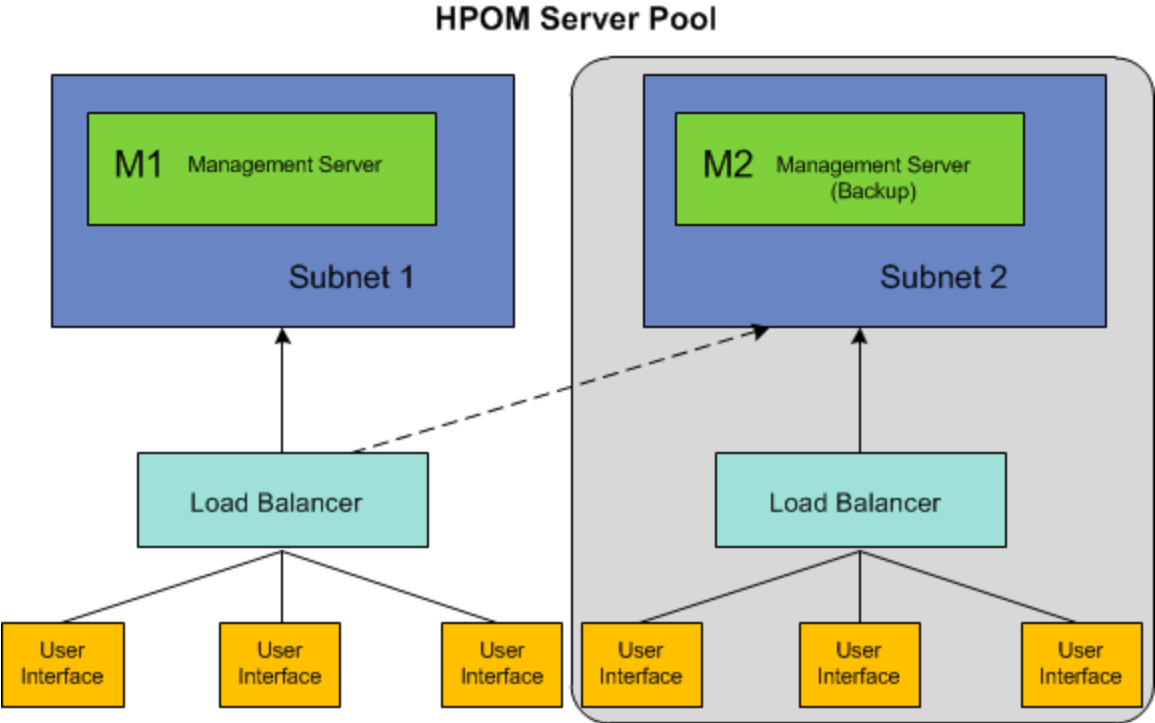 HPOM Server Pool
M1 Management Server
Subnet 1
M2 Management Server
(Backup)
Subnet 2
Load Balancer
Load Balancer
User
Interface
User
Interface
User
Interface
User
Interface
User
Interface
User
Interface